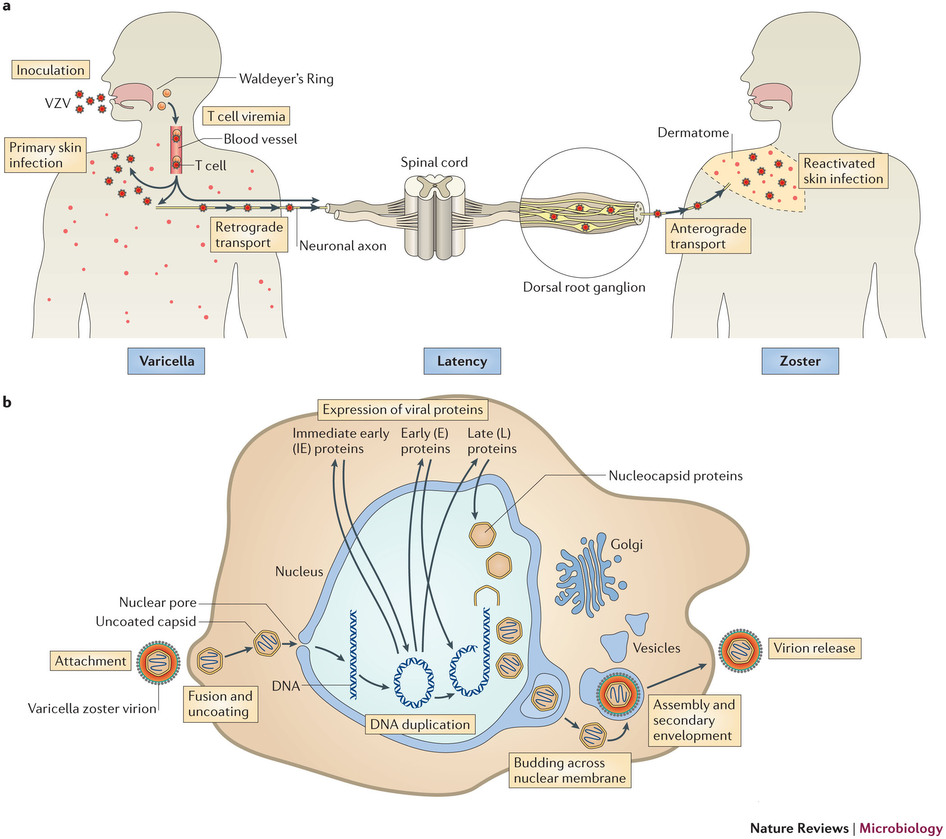 a
Inoculation
VZV
Waldeyer's Ring
T cell viremia
Blood vessel
T cell
Primary skin
infection
Retrograde
transport
Neuronal axon
Spinal cord
Dorsal root ganglion
Dermatome
Reactivated
skin infection
Anterograde
transport
Varicella
Latency
Zoster
b
Expression of viral proteins
Immediate early
(IE) proteins
Early (E)
proteins
Late (L)
proteins
Nucleocapsid proteins
Golgi
Nucleus
Nuclear pore
Uncoated capsid
Attachment
Varicella zoster virion
Fusion and
uncoating
DNA
DNA duplication
Vesicles
Virion release
Assembly and
secondary
envelopment
Budding across
nuclear membrane
Nature Reviews | Microbiology